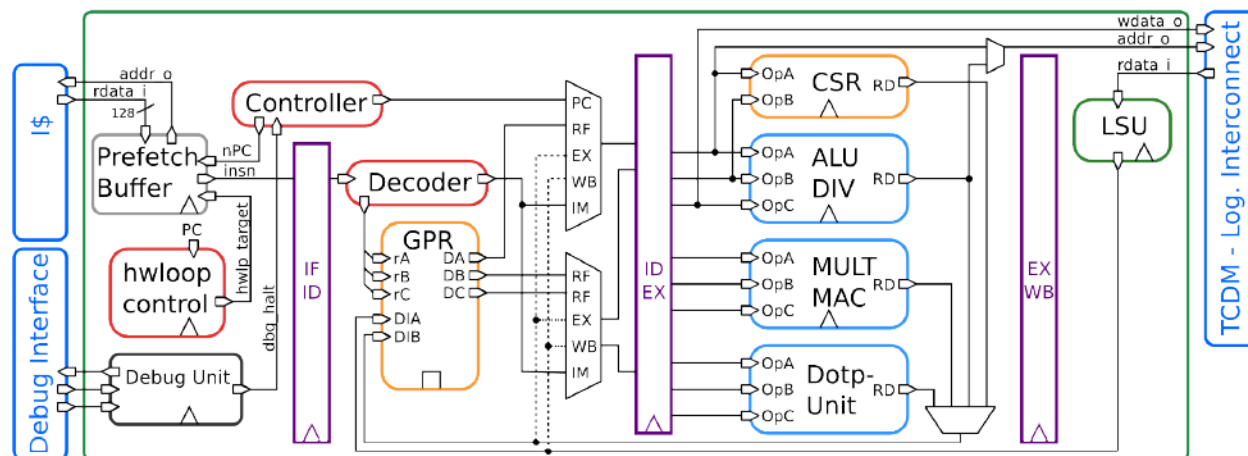 wdata_o
addr_o
rdata_i
TCDM - Log. Interconnect
I$
addr_o
rdata_i
128
Prefetch
Buffer
nPC
insn
hwlp_target
PC
hwloop
control
Debug Interface
Debug Unit
dbg_halt
Controller
IF
ID
Decoder
GPR
rA
rB
rC
DIA
DIB
DA
DB
DC
PC
RF
EX
WB
IM
RF
RF
EX
WB
IM
ID
EX
OpA
OpB
CSR
RD
OpA
OpB
OpC
ALU
DIV
RD
OpA
OpB
OpC
MULT
MAC
RD
OpA
OpB
OpC
Dotp-
Unit
RD
EX
WB
LSU